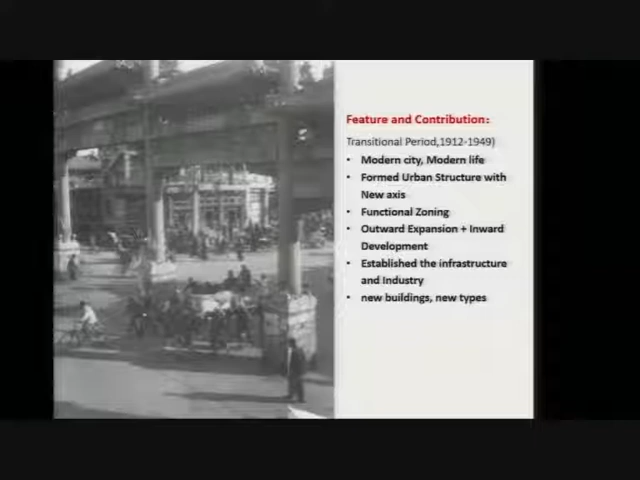 Feature and Contribution:
Transitional Period,1912-1949)
• Modern city, Modern life
• Formed Urban Structure with
New axis
• Functional Zoning
• Outward Expansion + Inward
Development
• Established the infrastructure
and Industry
• new buildings, new types